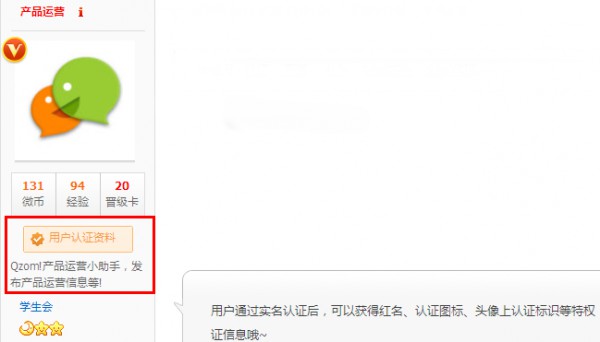 产品运营
131 94 20
微币 经验 晋级卡
用户认证资料
Qzom!产品运营小助手，发
布产品运营信息等!
学生会
用户通过实名认证后，可以获得红名、认证图标、头像上认证标识等特权
证信息哦~